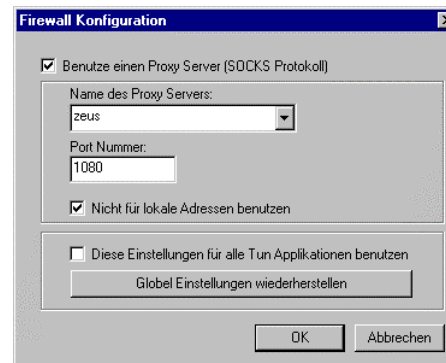 Firewall Konfiguration
Benutze einen Proxy Server (SOCKS Protokoll)
Name des Proxy Servers:
zeus
Port Nummer:
1080
Nicht für lokale Adressen benutzen
Diese Einstellungen für alle Tun Applikationen benutzen
Globel Einstellungen wiederherstellen
OK
Abbrechen